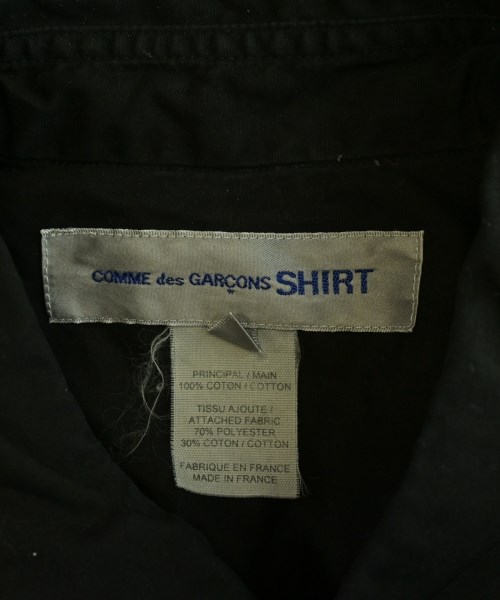 COMME des GARÇONS SHIRT
PRINCIPAL / MAIN
100% COTON / COTTON
TISSU AJOUTE /
ATTACHED FABRIC
70% POLYESTER
30% COTON / COTTON
FABRIQUE EN FRANCE
MADE IN FRANCE